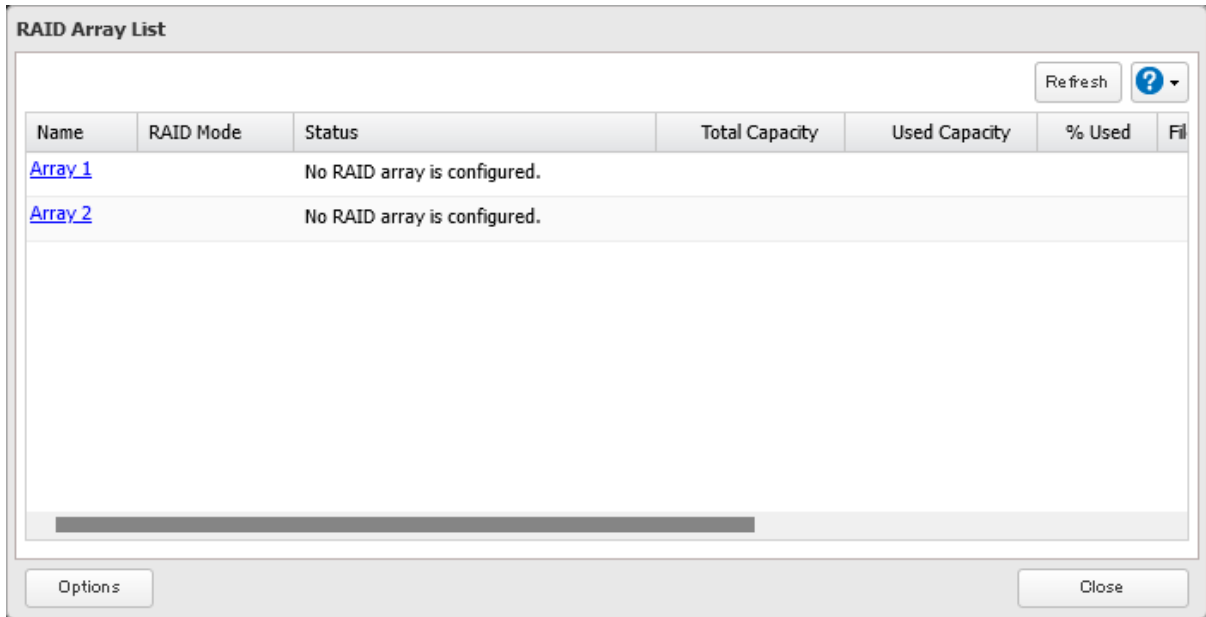 RAID Array List
Refresh ?
Name RAID Mode Status Total Capacity Used Capacity % Used Fil
Array 1 No RAID array is configured.
Array 2 No RAID array is configured.
Options Close